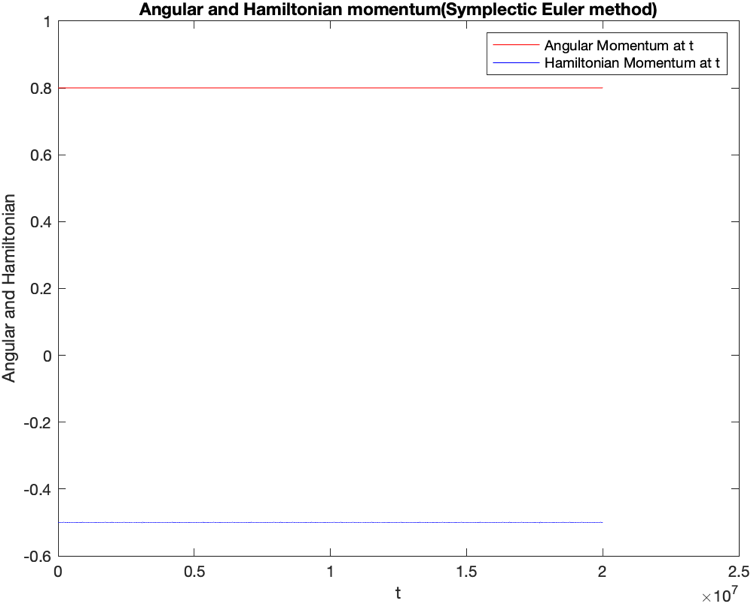 Angular and Hamiltonian momentum(Symplectic Euler method)
1
0.8
0.6
0.4
0.2
0
-0.2
-0.4
-0.6
Angular and Hamiltonian
Angular Momentum at t
Hamiltonian Momentum at t
0 0.5 1 1.5 2 2.5
t
×10^7